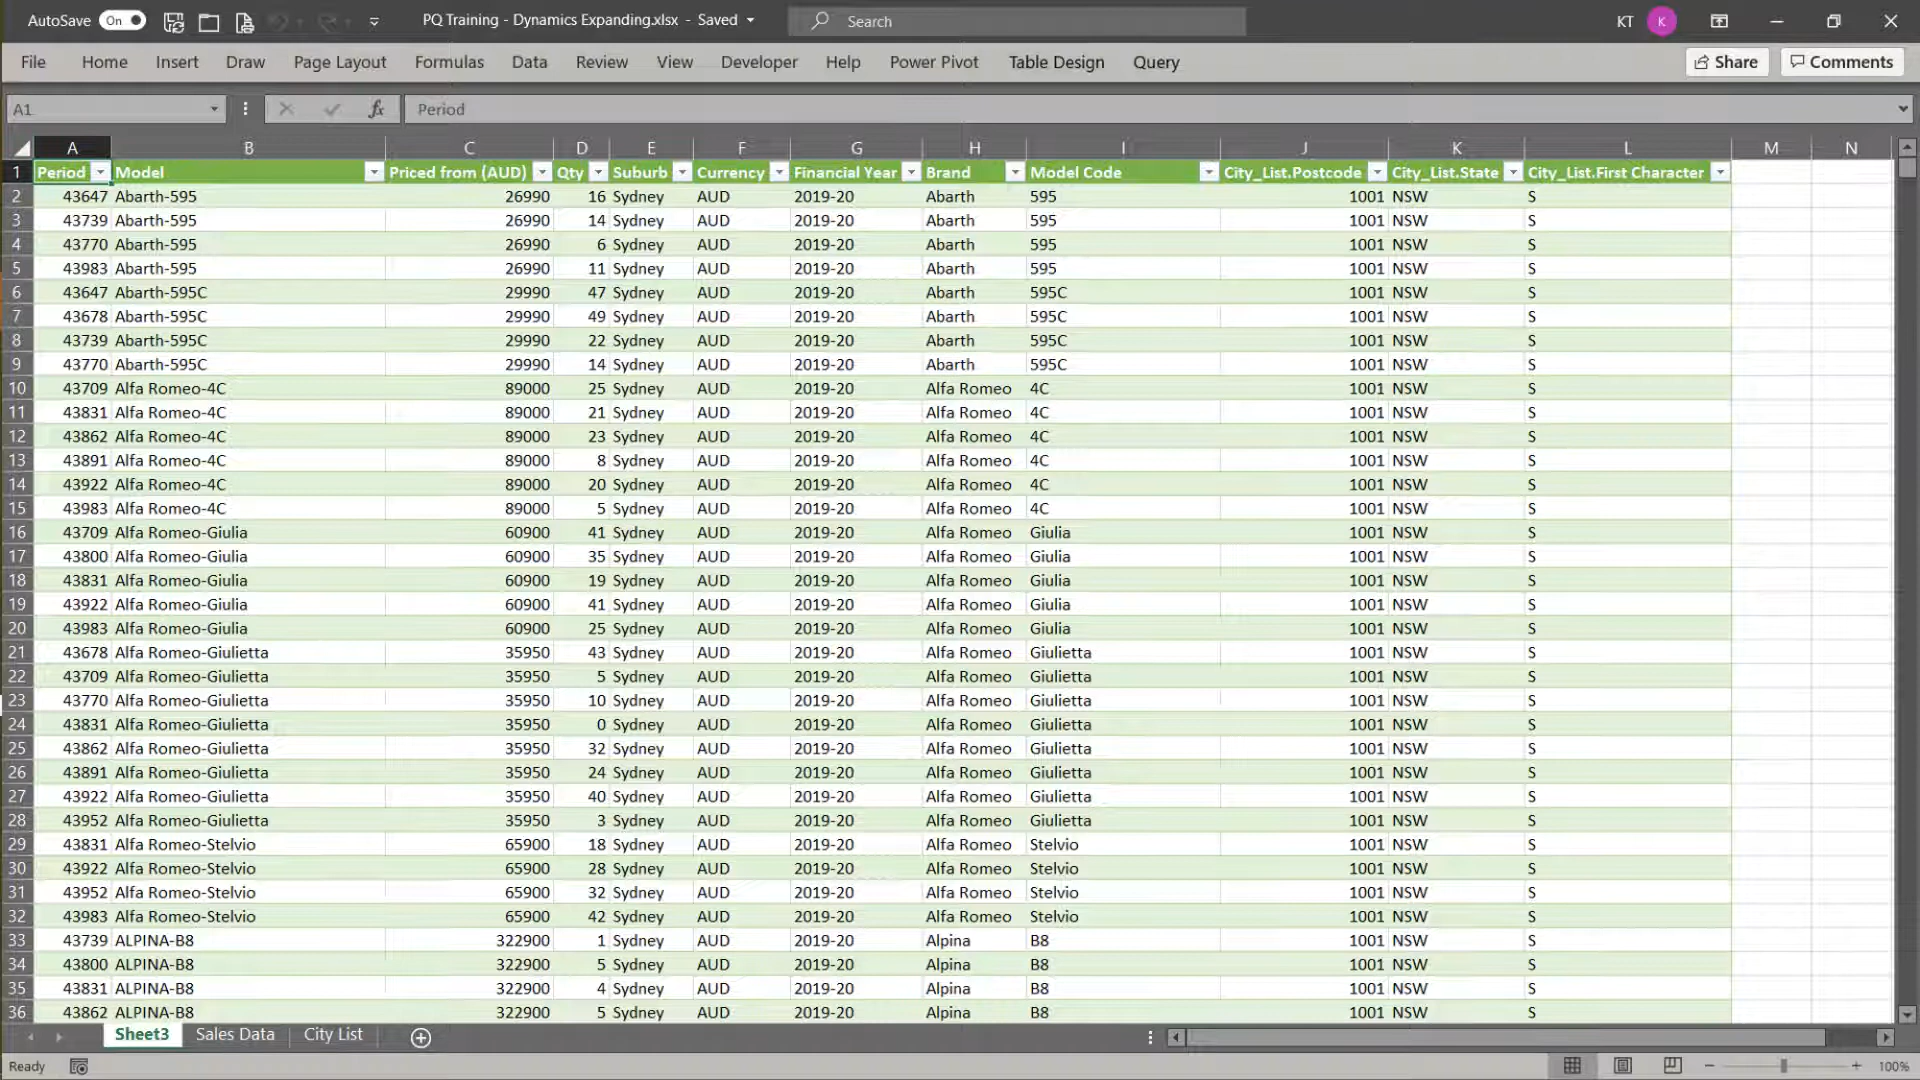 AutoSave On PQ Training - Dynamics Expanding.xlsx - Saved Search KT K
File Home Insert Draw Page Layout Formulas Data Review View Developer Help Power Pivot Table Design Query Share Comments
A1 fx Period
A B C D E F G H I J K L M N
1 Period Model Priced from (AUD) Qty Suburb Currency Financial Year Brand Model Code City_List.Postcode City_List.State City_List.First Character
2 43647 Abarth-595 26990 16 Sydney AUD 2019-20 Abarth 595 1001 NSW S
3 43739 Abarth-595 26990 14 Sydney AUD 2019-20 Abarth 595 1001 NSW S
4 43770 Abarth-595 26990 6 Sydney AUD 2019-20 Abarth 595 1001 NSW S
5 43983 Abarth-595 26990 11 Sydney AUD 2019-20 Abarth 595 1001 NSW S
6 43647 Abarth-595C 29990 47 Sydney AUD 2019-20 Abarth 595C 1001 NSW S
7 43678 Abarth-595C 29990 49 Sydney AUD 2019-20 Abarth 595C 1001 NSW S
8 43739 Abarth-595C 29990 22 Sydney AUD 2019-20 Abarth 595C 1001 NSW S
9 43770 Abarth-595C 29990 14 Sydney AUD 2019-20 Abarth 595C 1001 NSW S
10 43709 Alfa Romeo-4C 89000 25 Sydney AUD 2019-20 Alfa Romeo 4C 1001 NSW S
11 43831 Alfa Romeo-4C 89000 21 Sydney AUD 2019-20 Alfa Romeo 4C 1001 NSW S
12 43862 Alfa Romeo-4C 89000 23 Sydney AUD 2019-20 Alfa Romeo 4C 1001 NSW S
13 43891 Alfa Romeo-4C 89000 8 Sydney AUD 2019-20 Alfa Romeo 4C 1001 NSW S
14 43922 Alfa Romeo-4C 89000 20 Sydney AUD 2019-20 Alfa Romeo 4C 1001 NSW S
15 43983 Alfa Romeo-4C 89000 5 Sydney AUD 2019-20 Alfa Romeo 4C 1001 NSW S
16 43709 Alfa Romeo-Giulia 60900 41 Sydney AUD 2019-20 Alfa Romeo Giulia 1001 NSW S
17 43800 Alfa Romeo-Giulia 60900 35 Sydney AUD 2019-20 Alfa Romeo Giulia 1001 NSW S
18 43831 Alfa Romeo-Giulia 60900 19 Sydney AUD 2019-20 Alfa Romeo Giulia 1001 NSW S
19 43922 Alfa Romeo-Giulia 60900 41 Sydney AUD 2019-20 Alfa Romeo Giulia 1001 NSW S
20 43983 Alfa Romeo-Giulia 60900 25 Sydney AUD 2019-20 Alfa Romeo Giulia 1001 NSW S
21 43678 Alfa Romeo-Giulietta 35950 43 Sydney AUD 2019-20 Alfa Romeo Giulietta 1001 NSW S
22 43709 Alfa Romeo-Giulietta 35950 5 Sydney AUD 2019-20 Alfa Romeo Giulietta 1001 NSW S
23 43770 Alfa Romeo-Giulietta 35950 10 Sydney AUD 2019-20 Alfa Romeo Giulietta 1001 NSW S
24 43831 Alfa Romeo-Giulietta 35950 0 Sydney AUD 2019-20 Alfa Romeo Giulietta 1001 NSW S
25 43862 Alfa Romeo-Giulietta 35950 32 Sydney AUD 2019-20 Alfa Romeo Giulietta 1001 NSW S
26 43891 Alfa Romeo-Giulietta 35950 24 Sydney AUD 2019-20 Alfa Romeo Giulietta 1001 NSW S
27 43922 Alfa Romeo-Giulietta 35950 40 Sydney AUD 2019-20 Alfa Romeo Giulietta 1001 NSW S
28 43952 Alfa Romeo-Giulietta 35950 3 Sydney AUD 2019-20 Alfa Romeo Giulietta 1001 NSW S
29 43831 Alfa Romeo-Stelvio 65900 18 Sydney AUD 2019-20 Alfa Romeo Stelvio 1001 NSW S
30 43922 Alfa Romeo-Stelvio 65900 28 Sydney AUD 2019-20 Alfa Romeo Stelvio 1001 NSW S
31 43952 Alfa Romeo-Stelvio 65900 32 Sydney AUD 2019-20 Alfa Romeo Stelvio 1001 NSW S
32 43983 Alfa Romeo-Stelvio 65900 42 Sydney AUD 2019-20 Alfa Romeo Stelvio 1001 NSW S
33 43739 ALPINA-B8 322900 1 Sydney AUD 2019-20 Alpina B8 1001 NSW S
34 43800 ALPINA-B8 322900 5 Sydney AUD 2019-20 Alpina B8 1001 NSW S
35 43831 ALPINA-B8 322900 4 Sydney AUD 2019-20 Alpina B8 1001 NSW S
36 43862 ALPINA-B8 322900 5 Sydney AUD 2019-20 Alpina B8 1001 NSW S
Sheet3 Sales Data City List
Ready 100%